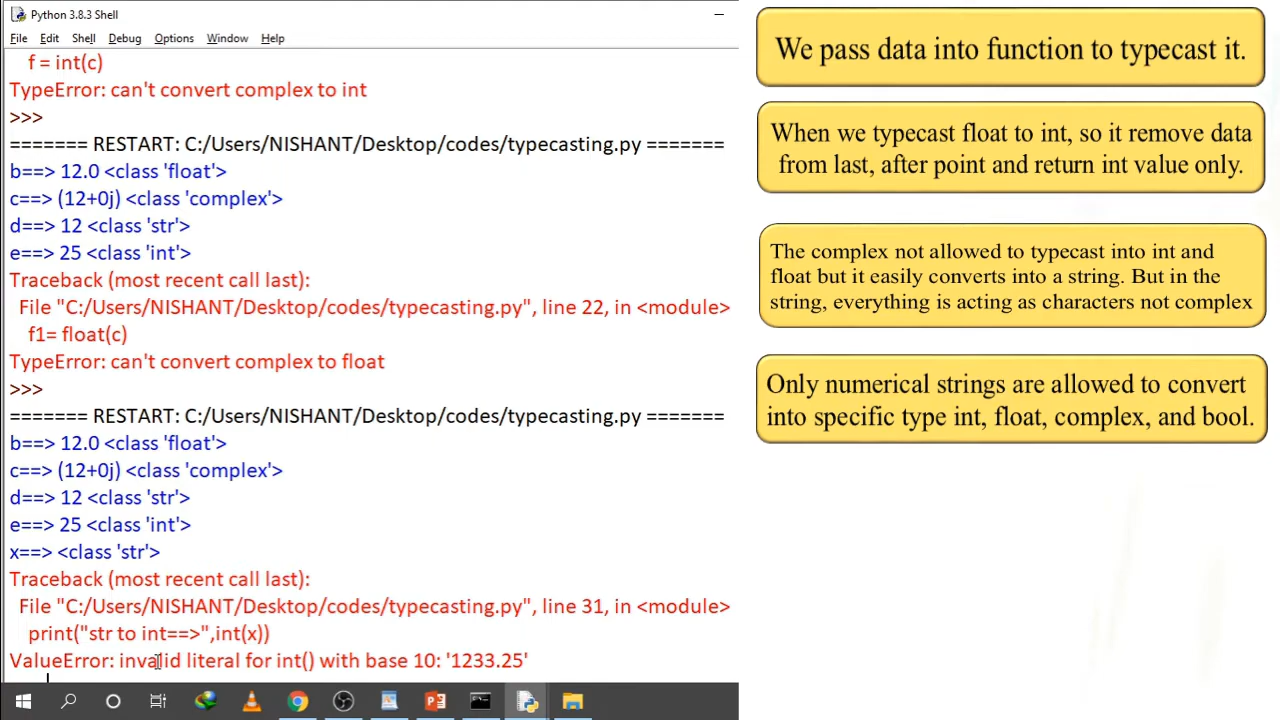 Python 3.8.3 Shell
File Edit Shell Debug Options Window Help
f = int(c)
TypeError: can't convert complex to int
>>>
======= RESTART: C:/Users/NISHANT/Desktop/codes/typecasting.py =======
b==> 12.0 <class 'float'>
c==> (12+0j) <class 'complex'>
d==> 12 <class 'str'>
e==> 25 <class 'int'>
Traceback (most recent call last):
File "C:/Users/NISHANT/Desktop/codes/typecasting.py", line 22, in <module>
f1= float(c)
TypeError: can't convert complex to float
>>>
======= RESTART: C:/Users/NISHANT/Desktop/codes/typecasting.py =======
b==> 12.0 <class 'float'>
c==> (12+0j) <class 'complex'>
d==> 12 <class 'str'>
e==> 25 <class 'int'>
x==> <class 'str'>
Traceback (most recent call last):
File "C:/Users/NISHANT/Desktop/codes/typecasting.py", line 31, in <module>
print("str to int==>",int(x))
ValueError: invalid literal for int() with base 10: '1233.25'
We pass data into function to typecast it.
When we typecast float to int, so it remove data
from last, after point and return int value only.
The complex not allowed to typecast into int and
float but it easily converts into a string. But in the
string, everything is acting as characters not complex
Only numerical strings are allowed to convert
into specific type int, float, complex, and bool.